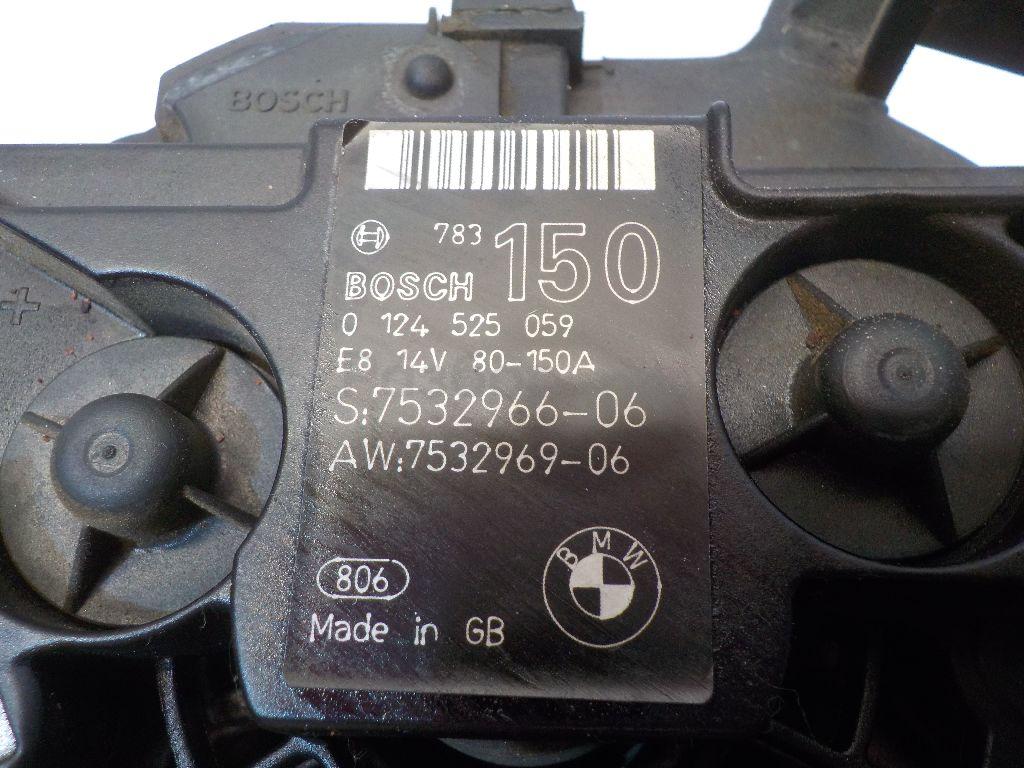 BOSCH
783 150
BOSCH
0 124 525 059
E8 14V 80-150A
S:7532966-06
AW:7532969-06
806
BMW
Made in GB
+